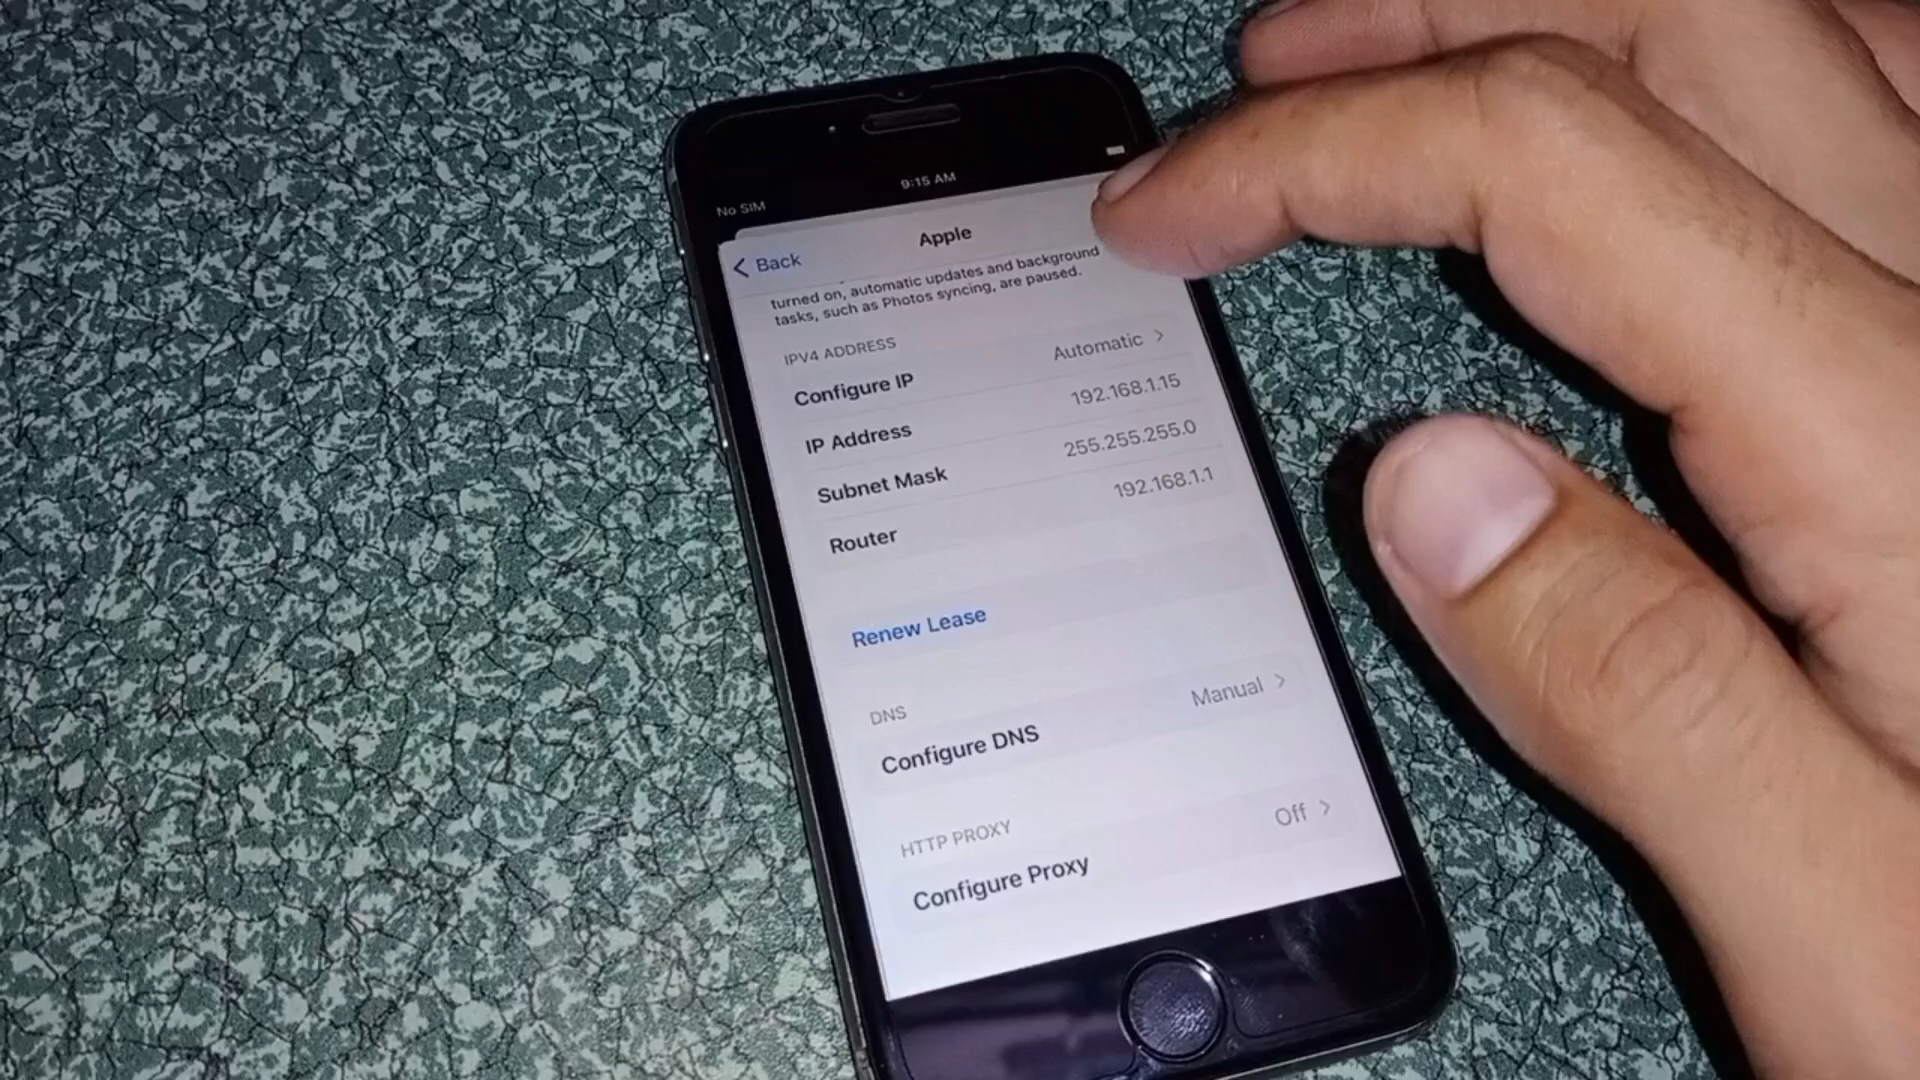 9:15 AM
No SIM
Back
Apple
turned on, automatic updates and background
tasks, such as Photos syncing, are paused.
IPV4 ADDRESS
Configure IP Automatic
IP Address 192.168.1.15
Subnet Mask 255.255.255.0
Router 192.168.1.1
Renew Lease
DNS
Configure DNS Manual
HTTP PROXY
Configure Proxy Off